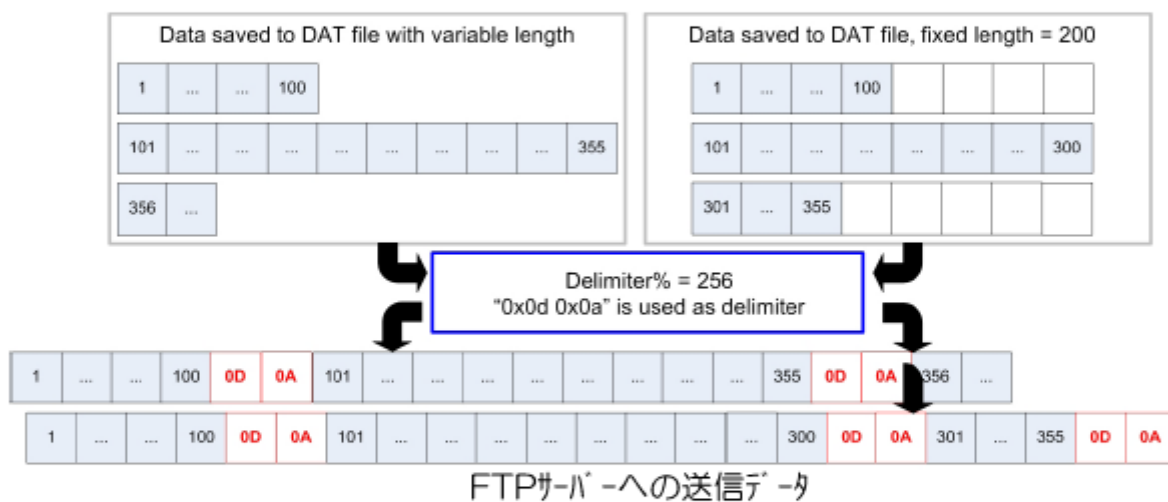 Data saved to DAT file with variable length
1 ... ... 100
101 ... ... ... ... ... ... ... ... 355
356 ...
Data saved to DAT file, fixed length = 200
1 ... ... 100
101 ... ... ... ... ... ... 300
301 ... 355
Delimiter% = 256
“0x0d 0x0a” is used as delimiter
1 ... ... 100 0D 0A 101 ... ... ... ... ... ... ... ... 355 0D 0A 356 ...
1 ... ... 100 0D 0A 101 ... ... ... ... ... ... ... ... 300 0D 0A 301 ... 355 0D 0A
FTPｻｰﾊﾞｰへの送信ﾃﾞｰﾀ